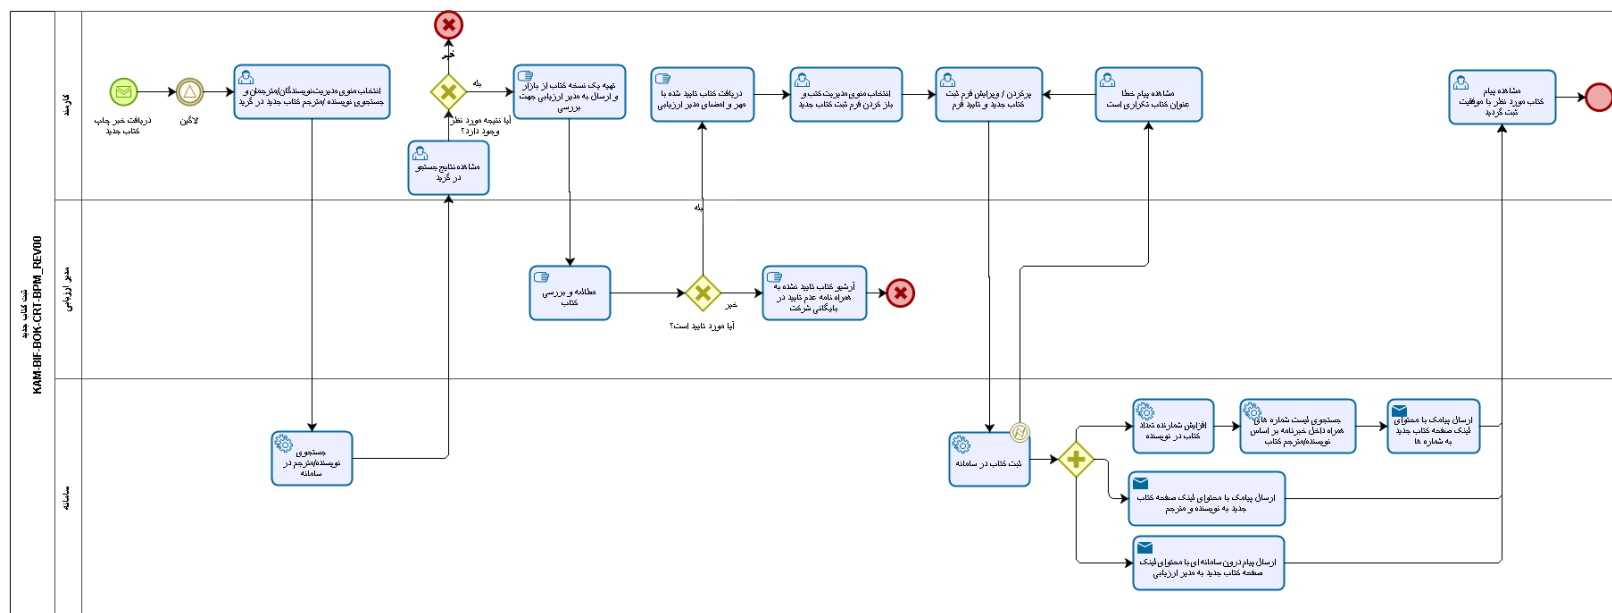 ثبت کتاب جدید
KAM-BIF-BOK-CRT-BPM_REV00
کارمند
دریافت خبر چاپ
کتاب جدید
لاگین
انتخاب منوی مدیریت نویسندگان/مترجمان و
جستجوی نویسنده /مترجم کتاب جدید در گرید
خیر
بله
آیا نتیجه مورد نظر
وجود دارد؟
مشاهده نتایج جستجو
در گرید
تهیه یک نسخه کتاب از بازار
و ارسال به مدیر ارزیابی جهت
بررسی
دریافت کتاب تایید شده با
مهر و امضای مدیر ارزیابی
انتخاب منوی مدیریت کتب و
باز کردن فرم ثبت کتاب جدید
پرکردن / ویرایش فرم ثبت
کتاب جدید و تایید فرم
مشاهده پیام خطا
عنوان کتاب تکراری است
مشاهده پیام
کتاب مورد نظر با موفقیت
ثبت گردید
مدیر ارزیابی
مطالعه و بررسی
کتاب
بله
خیر
آیا مورد تایید است؟
آرشیو کتاب تایید نشده به
همراه نامه عدم تایید در
بایگانی شرکت
سامانه
جستجوی
نویسنده/مترجم در
سامانه
ثبت کتاب در سامانه
افزایش شمارنده تعداد
کتاب در نویسنده
جستجوی لیست شماره های
همراه داخل خبرنامه بر اساس
نویسنده/مترجم کتاب
ارسال پیامک با محتوای
لینک صفحه کتاب جدید
به شماره ها
ارسال پیامک با محتوای لینک صفحه کتاب
جدید به نویسنده و مترجم
ارسال پیام درون سامانه ای با محتوای لینک
صفحه کتاب جدید به مدیر ارزیابی